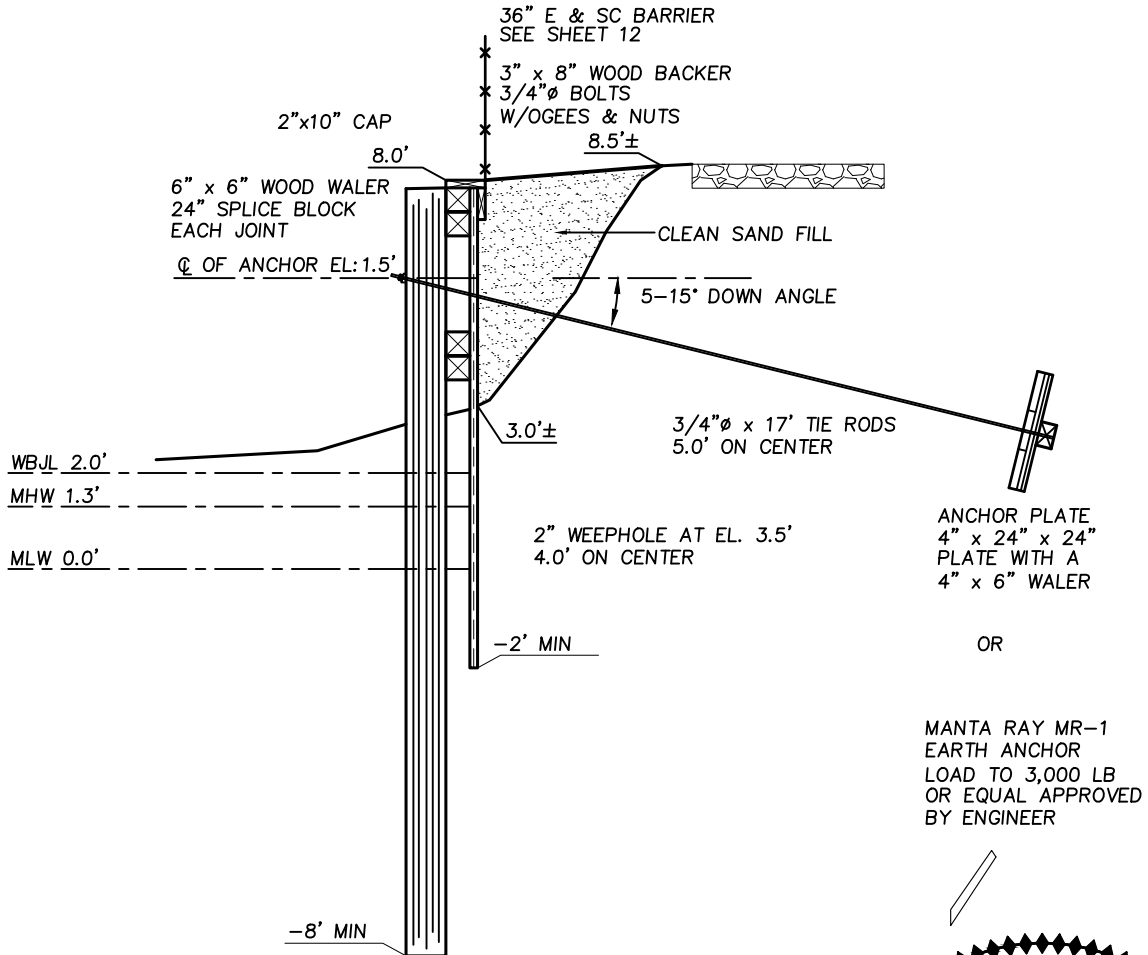 36” E & SC BARRIER
SEE SHEET 12
3” x 8” WOOD BACKER
3/4”ø BOLTS
W/OGEES & NUTS
2”x10” CAP
8.0’
8.5’±
6” x 6” WOOD WALER
24” SPLICE BLOCK
EACH JOINT
CLEAN SAND FILL
℄ OF ANCHOR EL: 1.5’
5–15° DOWN ANGLE
3/4”ø x 17’ TIE RODS
5.0’ ON CENTER
3.0’±
WBJL 2.0’
MHW 1.3’
MLW 0.0’
2” WEEPHOLE AT EL. 3.5’
4.0’ ON CENTER
ANCHOR PLATE
4” x 24” x 24”
PLATE WITH A
4” x 6” WALER
–2’ MIN
OR
MANTA RAY MR–1
EARTH ANCHOR
LOAD TO 3,000 LB
OR EQUAL APPROVED
BY ENGINEER
–8’ MIN